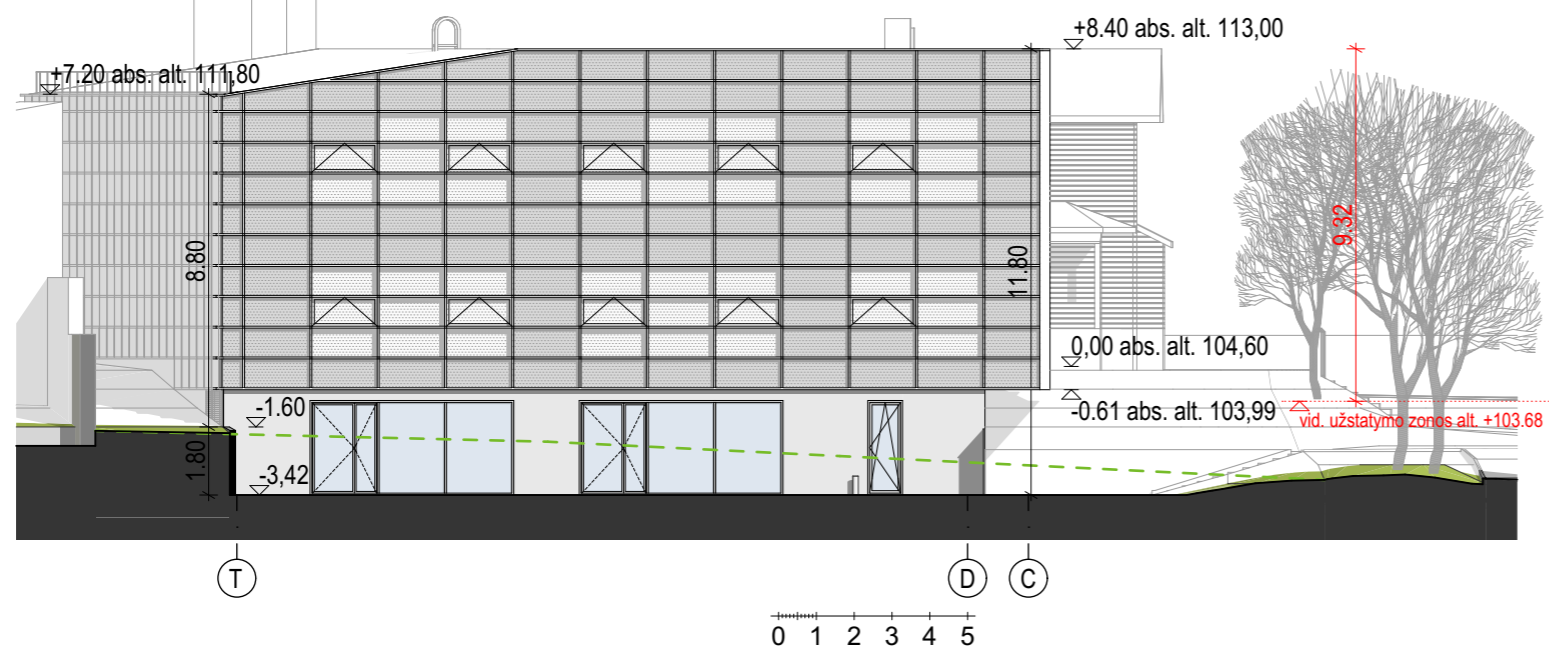 +8.40 abs. alt. 113,00
+7.20 abs. alt. 111,80
9.32
8.80
11.80
0,00 abs. alt. 104,60
-1.60
-0.61 abs. alt. 103,99
vid. užstatymo zonos alt. +103.68
1.80
-3,42
T
D
C
0 1 2 3 4 5